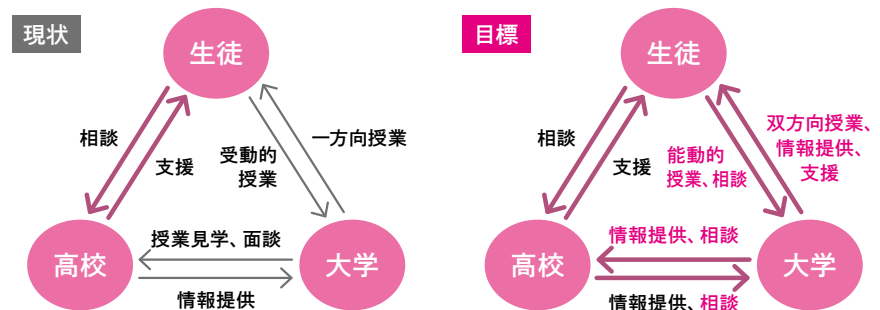 現状
生徒
相談
支援
受動的
授業
一方向授業
高校
授業見学、面談
情報提供
大学
目標
生徒
相談
支援
能動的
授業、相談
双方向授業、
情報提供、
支援
高校
情報提供、相談
情報提供、相談
大学